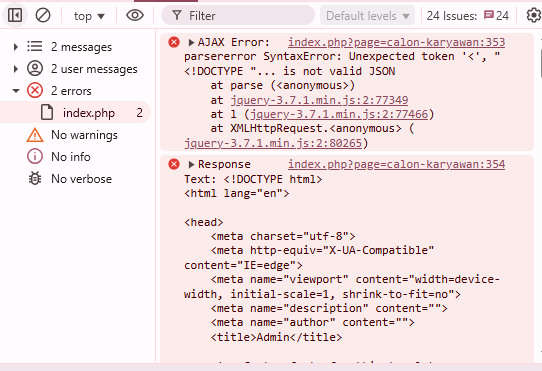 top ▼ Filter Default levels ▼ 24 Issues: 24
2 messages
2 user messages
2 errors
index.php 2
No warnings
No info
No verbose
AJAX Error: index.php?page=calon-karyawan:353
parsererror SyntaxError: Unexpected token '<', "
<!DOCTYPE "... is not valid JSON
at parse (<anonymous>)
at jquery-3.7.1.min.js:2:77349
at l (jquery-3.7.1.min.js:2:77466)
at XMLHttpRequest.<anonymous> (
jquery-3.7.1.min.js:2:80265)
Response index.php?page=calon-karyawan:354
Text: <!DOCTYPE html>
<html lang="en">
<head>
<meta charset="utf-8">
<meta http-equiv="X-UA-Compatible"
content="IE=edge">
<meta name="viewport" content="width=device-
width, initial-scale=1, shrink-to-fit=no">
<meta name="description" content="">
<meta name="author" content="">
<title>Admin</title>